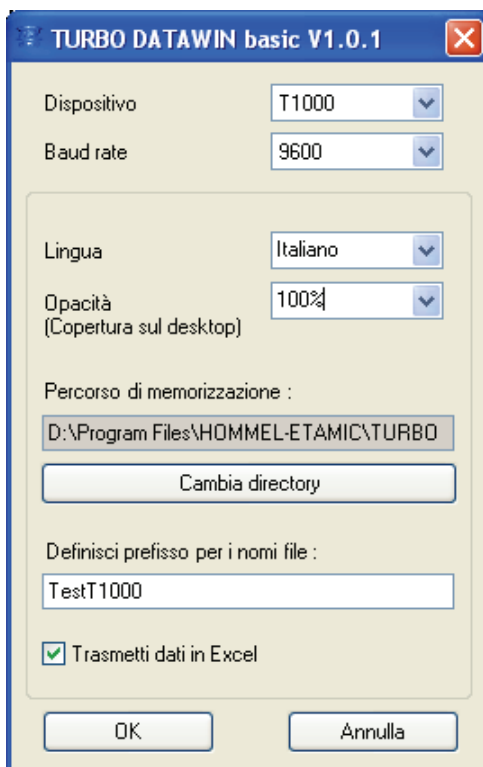 TURBO DATAWIN basic V1.0.1
Dispositivo T1000
Baud rate 9600
Lingua Italiano
Opacità 100%
(Copertura sul desktop)
Percorso di memorizzazione :
D:\Program Files\HOMMEL-ETAMIC\TURBO
Cambia directory
Definisci prefisso per i nomi file :
TestT1000
Trasmetti dati in Excel
OK Annulla